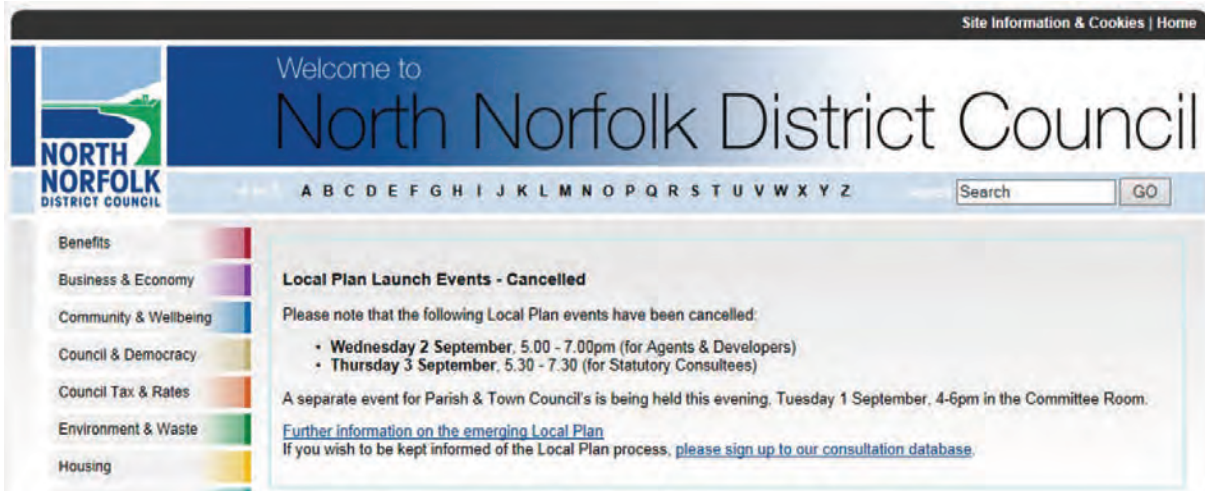 Site Information & Cookies | Home
Welcome to
North Norfolk District Council
NORTH
NORFOLK
DISTRICT COUNCIL
A B C D E F G H I J K L M N O P Q R S T U V W X Y Z
Search GO
Benefits
Business & Economy
Community & Wellbeing
Council & Democracy
Council Tax & Rates
Environment & Waste
Housing
Local Plan Launch Events - Cancelled
Please note that the following Local Plan events have been cancelled:
• Wednesday 2 September, 5.00 - 7.00pm (for Agents & Developers)
• Thursday 3 September, 5.30 - 7.30 (for Statutory Consultees)
A separate event for Parish & Town Council's is being held this evening, Tuesday 1 September, 4-6pm in the Committee Room.
Further information on the emerging Local Plan
If you wish to be kept informed of the Local Plan process, please sign up to our consultation database.